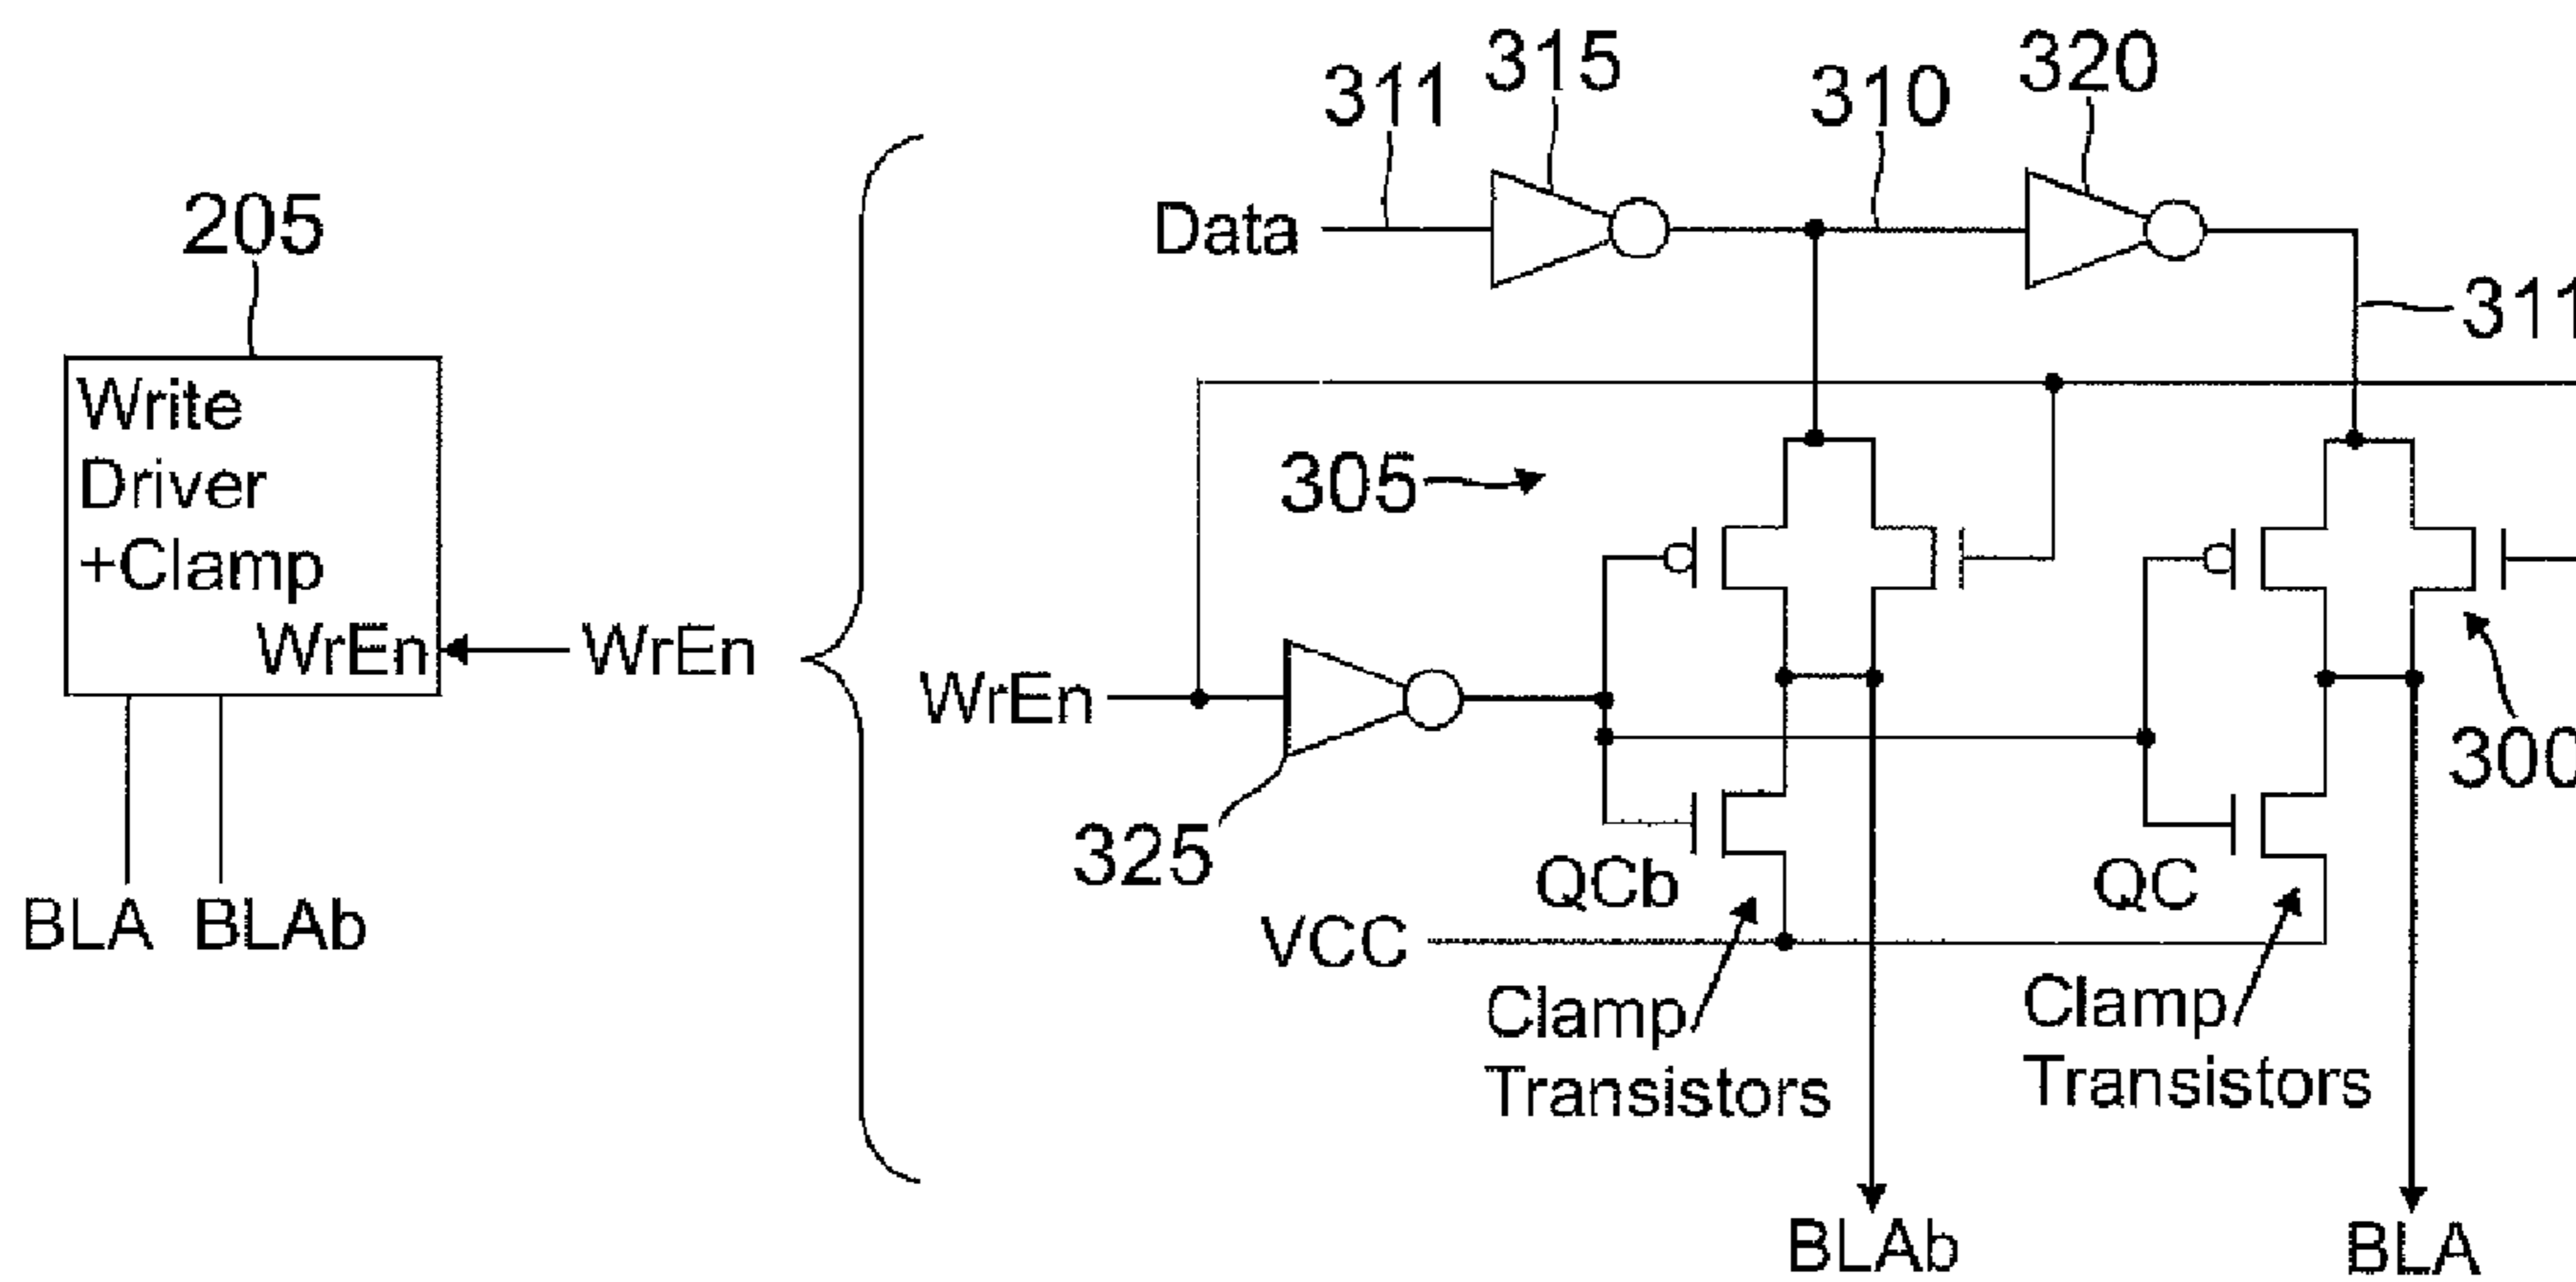 205
Write
Driver
+Clamp
WrEn
WrEn
BLA
BLAb
311
315
310
320
Data
311
305
WrEn
300
325
QCb
QC
VCC
Clamp
Transistors
Clamp
Transistors
BLAb
BLA